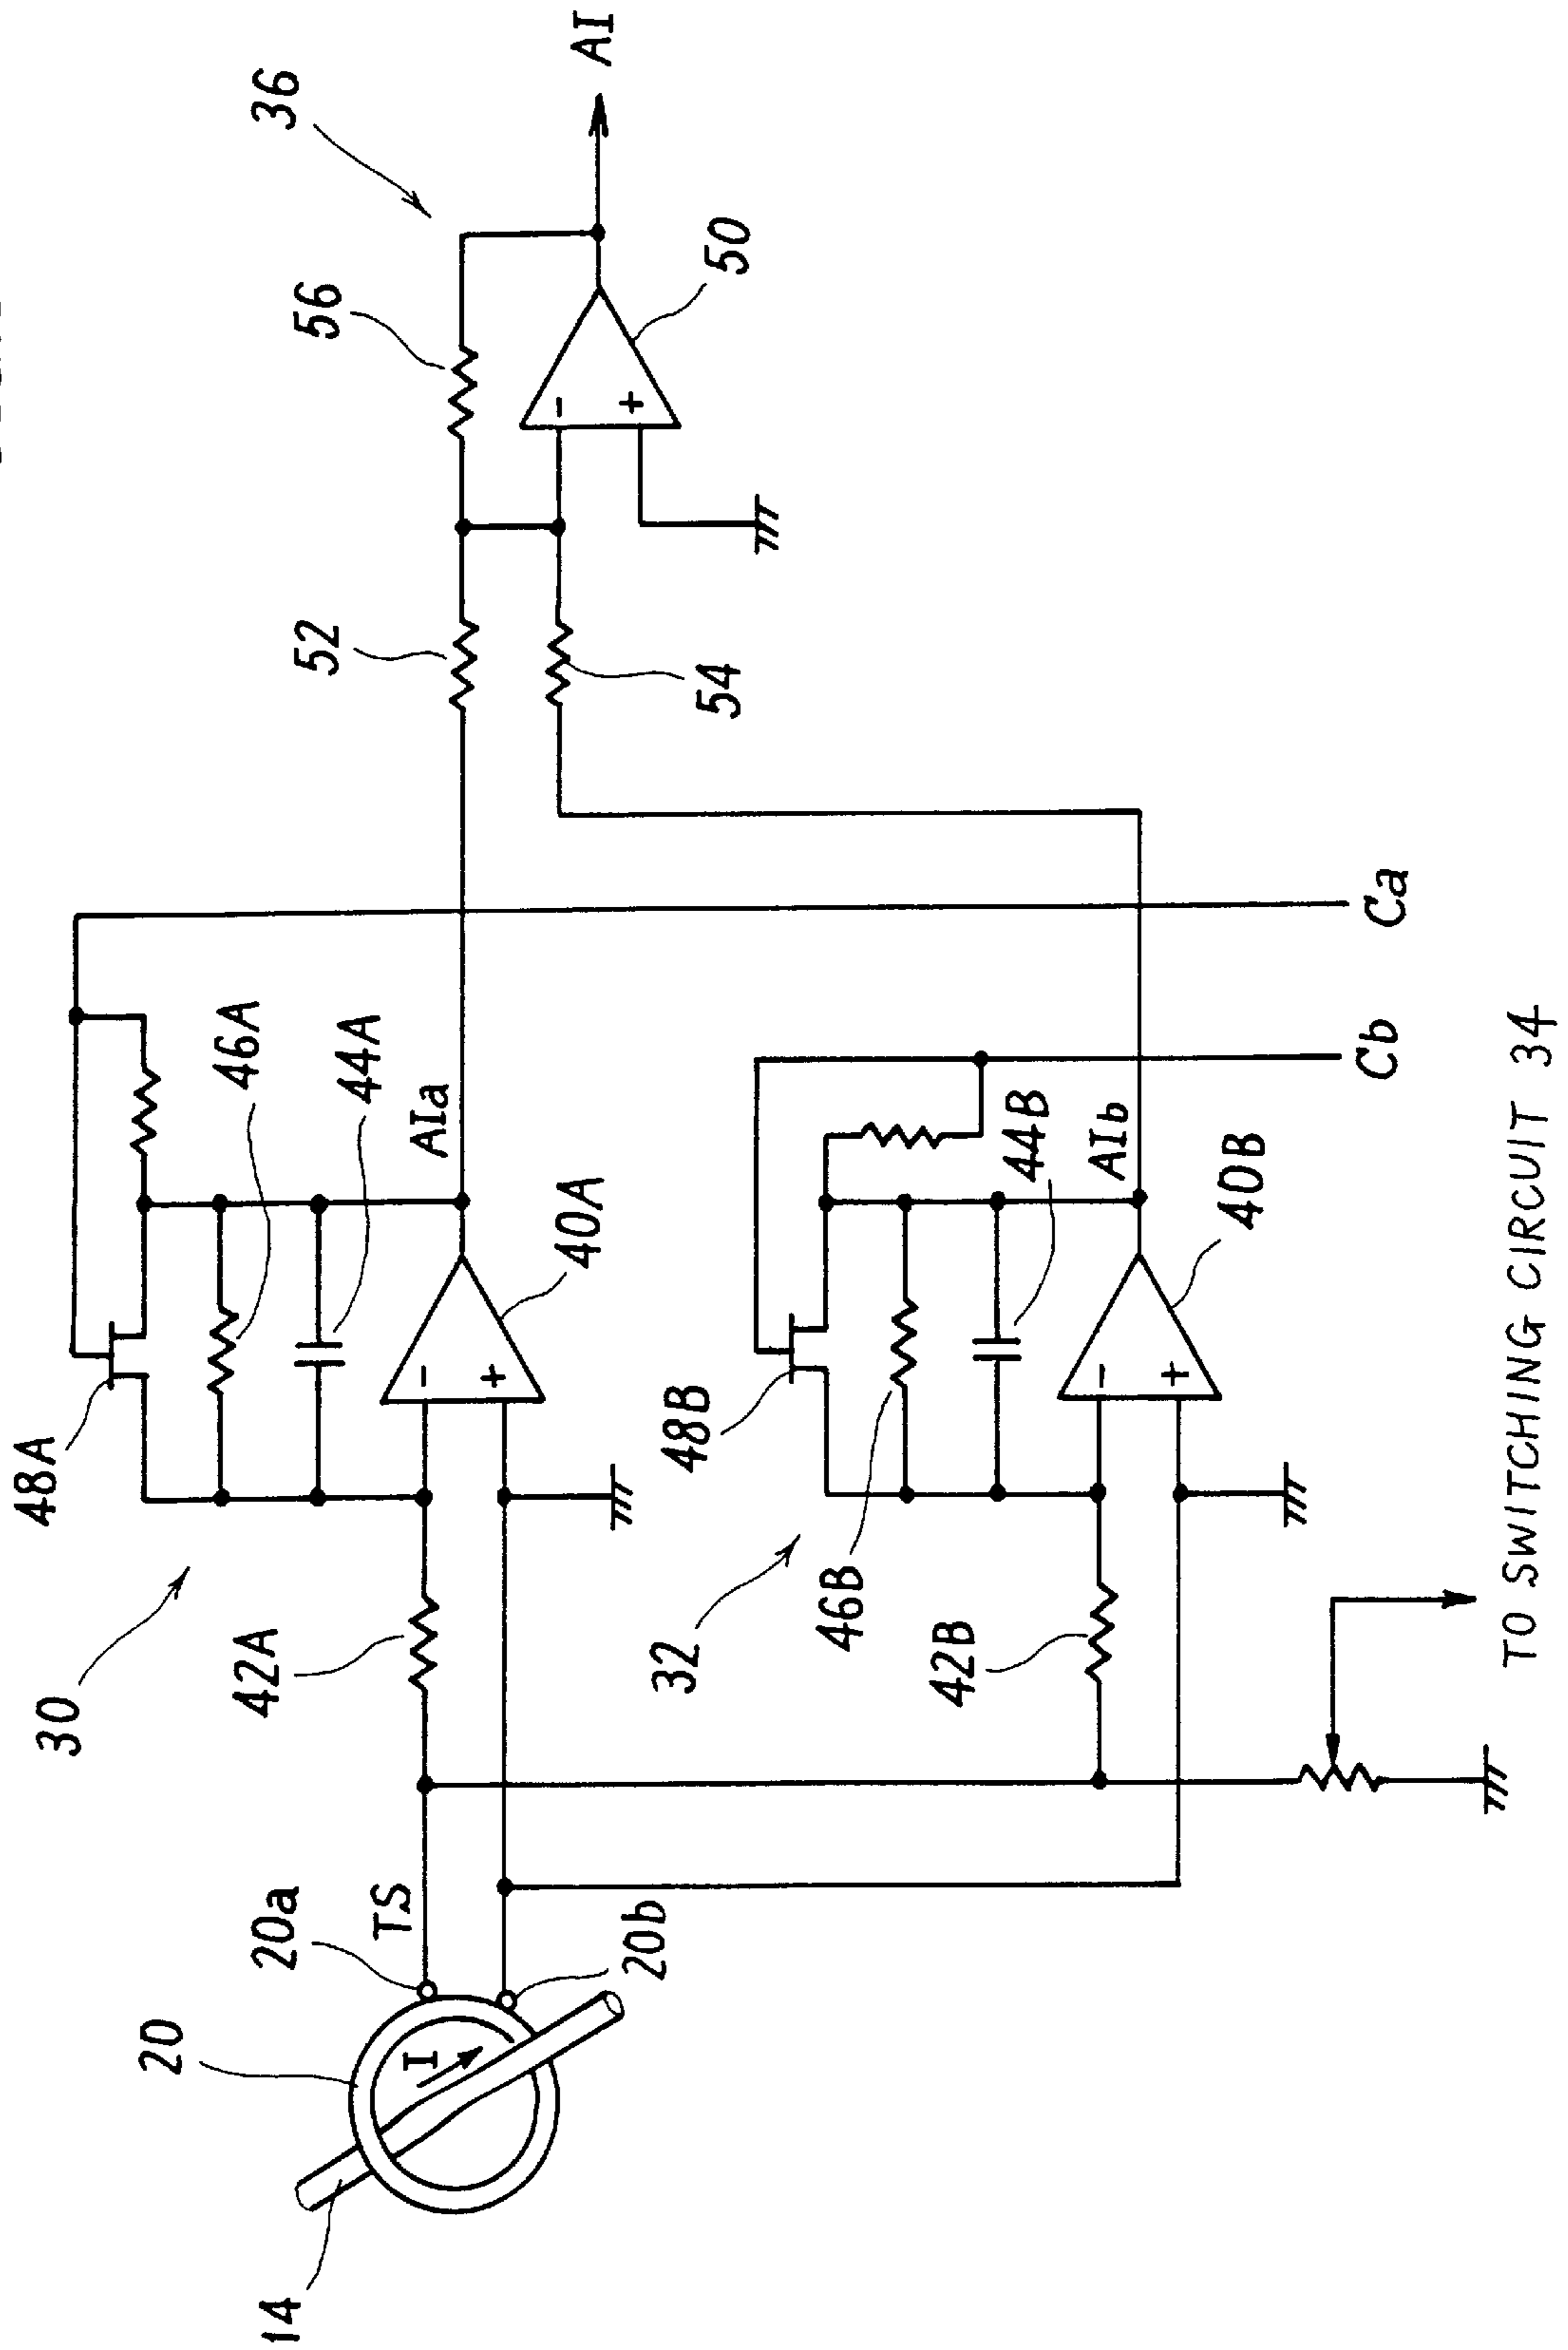 36
AI
56
50
52
54
48A
46A
44A
AIa
40A
Ca
30
42A
48B
44B
AIb
40B
Cb
32
46B
42B
20
20a
TS
20b
I
14
TO SWITCHING CIRCUIT 34
-
+
-
+
-
+